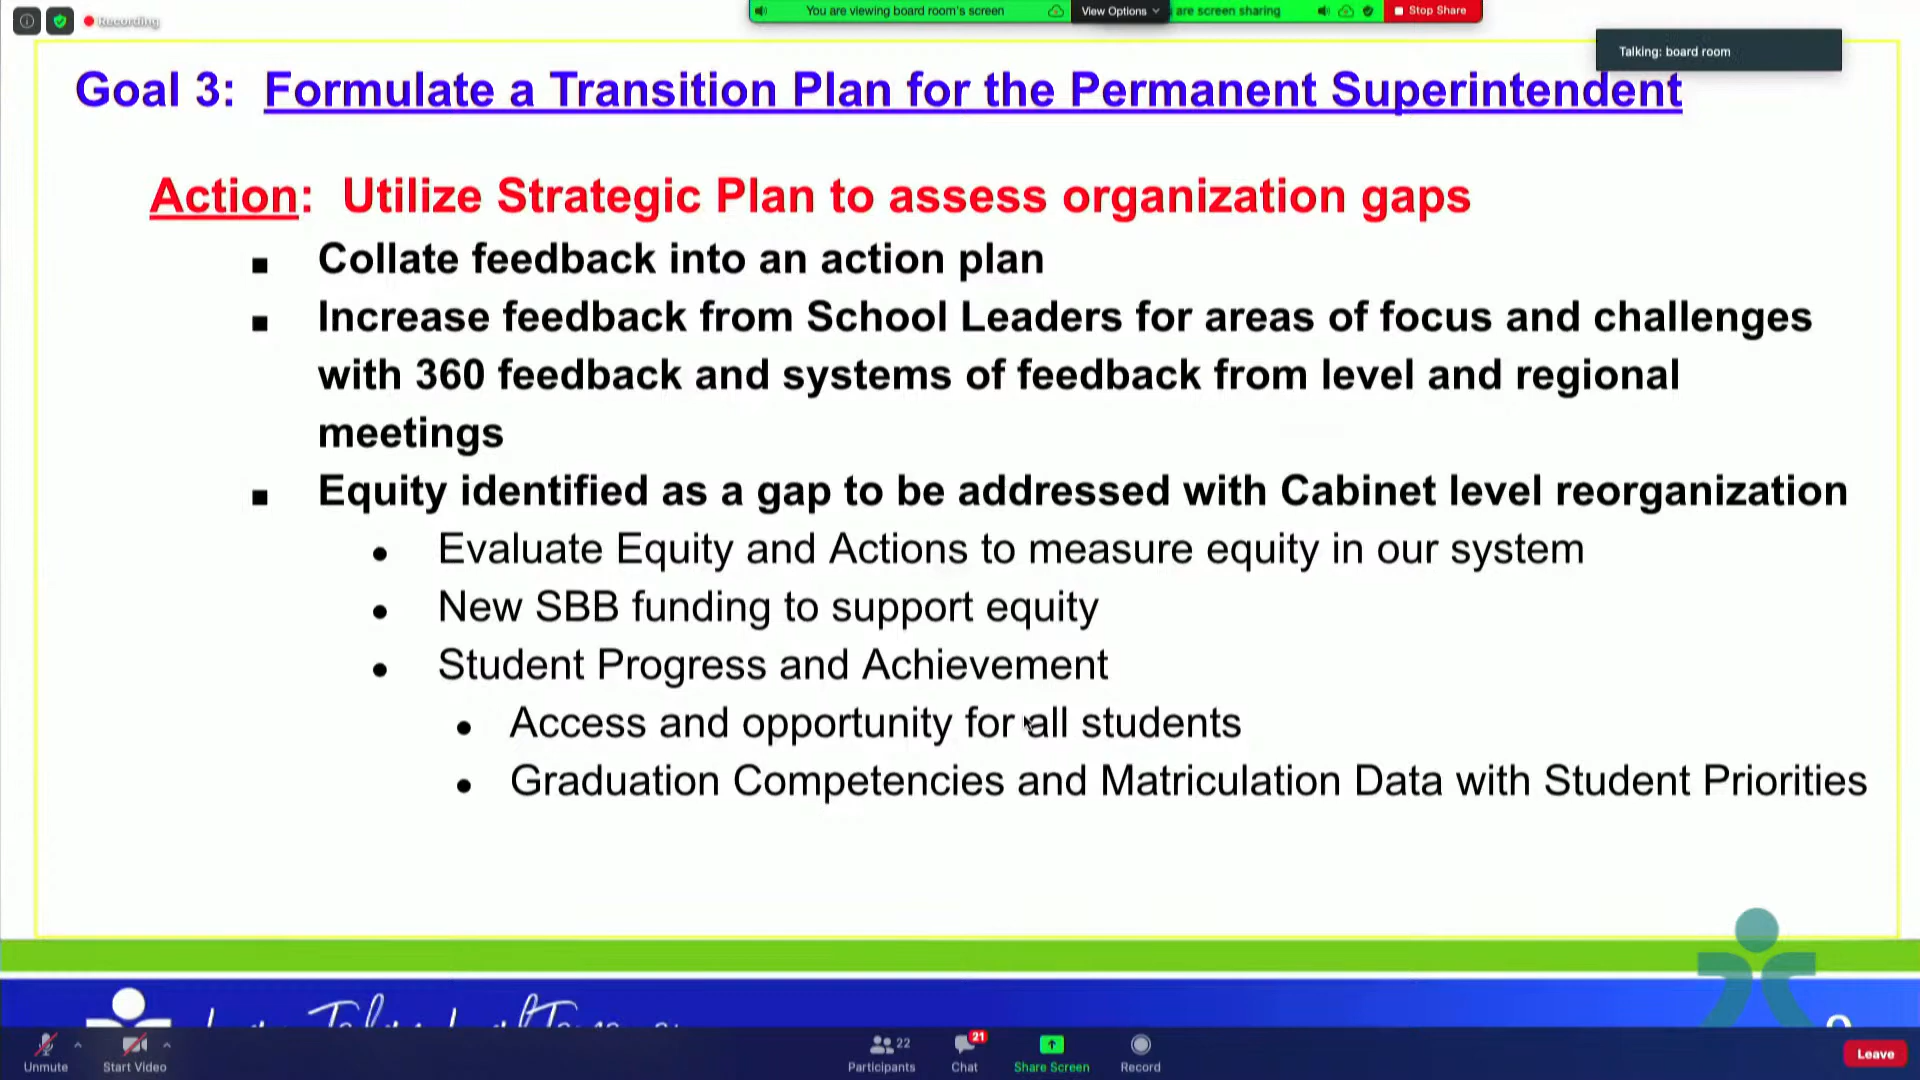 Recording
You are viewing board room's screen
View Options
are screen sharing
Stop Share
Talking: board room
Goal 3: Formulate a Transition Plan for the Permanent Superintendent
Action: Utilize Strategic Plan to assess organization gaps
Collate feedback into an action plan
Increase feedback from School Leaders for areas of focus and challenges
with 360 feedback and systems of feedback from level and regional
meetings
Equity identified as a gap to be addressed with Cabinet level reorganization
Evaluate Equity and Actions to measure equity in our system
New SBB funding to support equity
Student Progress and Achievement
Access and opportunity for all students
Graduation Competencies and Matriculation Data with Student Priorities
22
21
Unmute
Start Video
Participants
Chat
Share Screen
Record
Leave